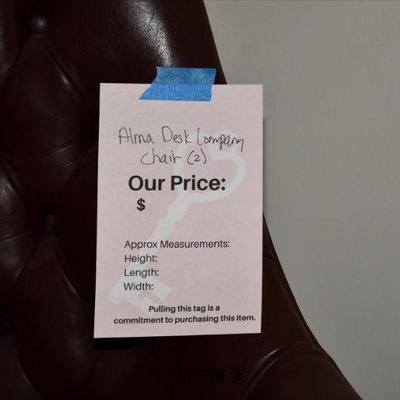 Alma Desk Company
Chair (2)
Our Price:
$
Approx Measurements:
Height:
Length:
Width:
Pulling this tag is a
commitment to purchasing this item.